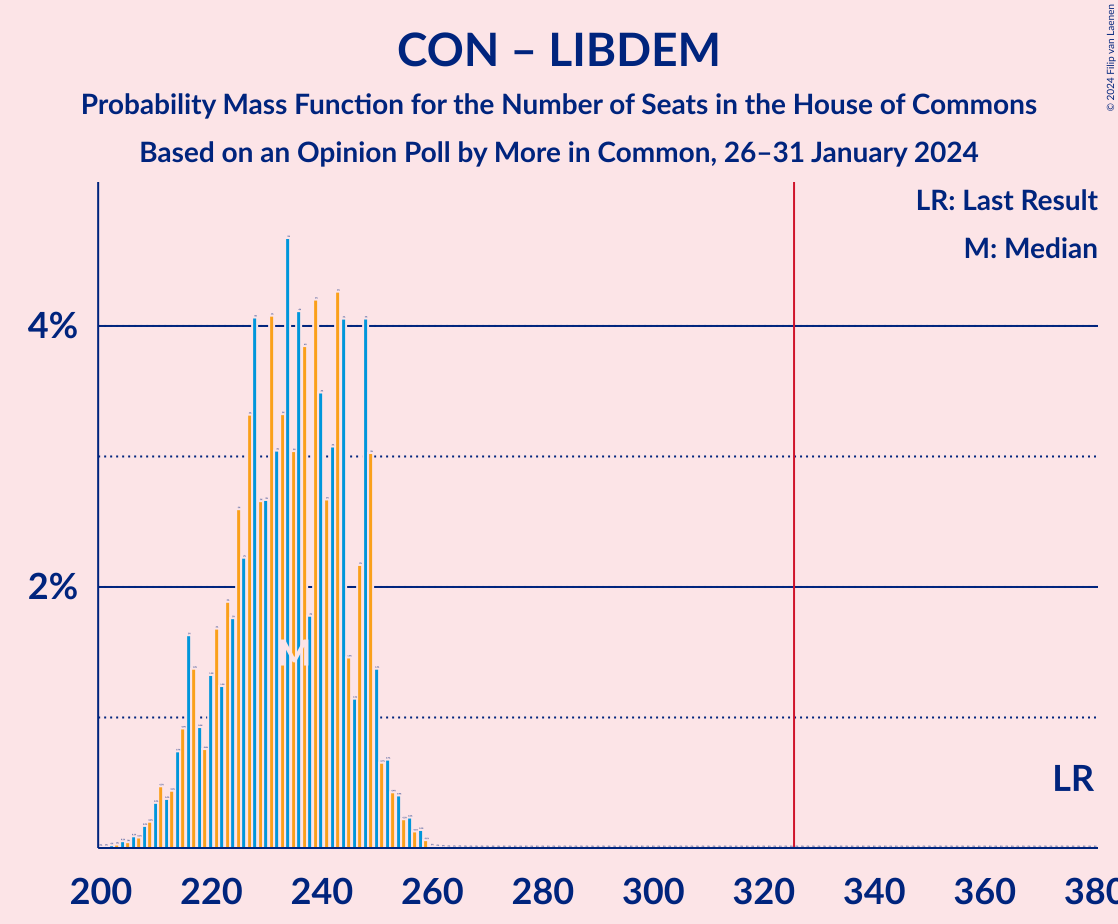 CON – LIBDEM
Probability Mass Function for the Number of Seats in the House of Commons
Based on an Opinion Poll by More in Common, 26–31 January 2024
© 2024 Filip van Laenen
LR: Last Result
M: Median
4%
2%
M
LR
200 220 240 260 280 300 320 340 360 380